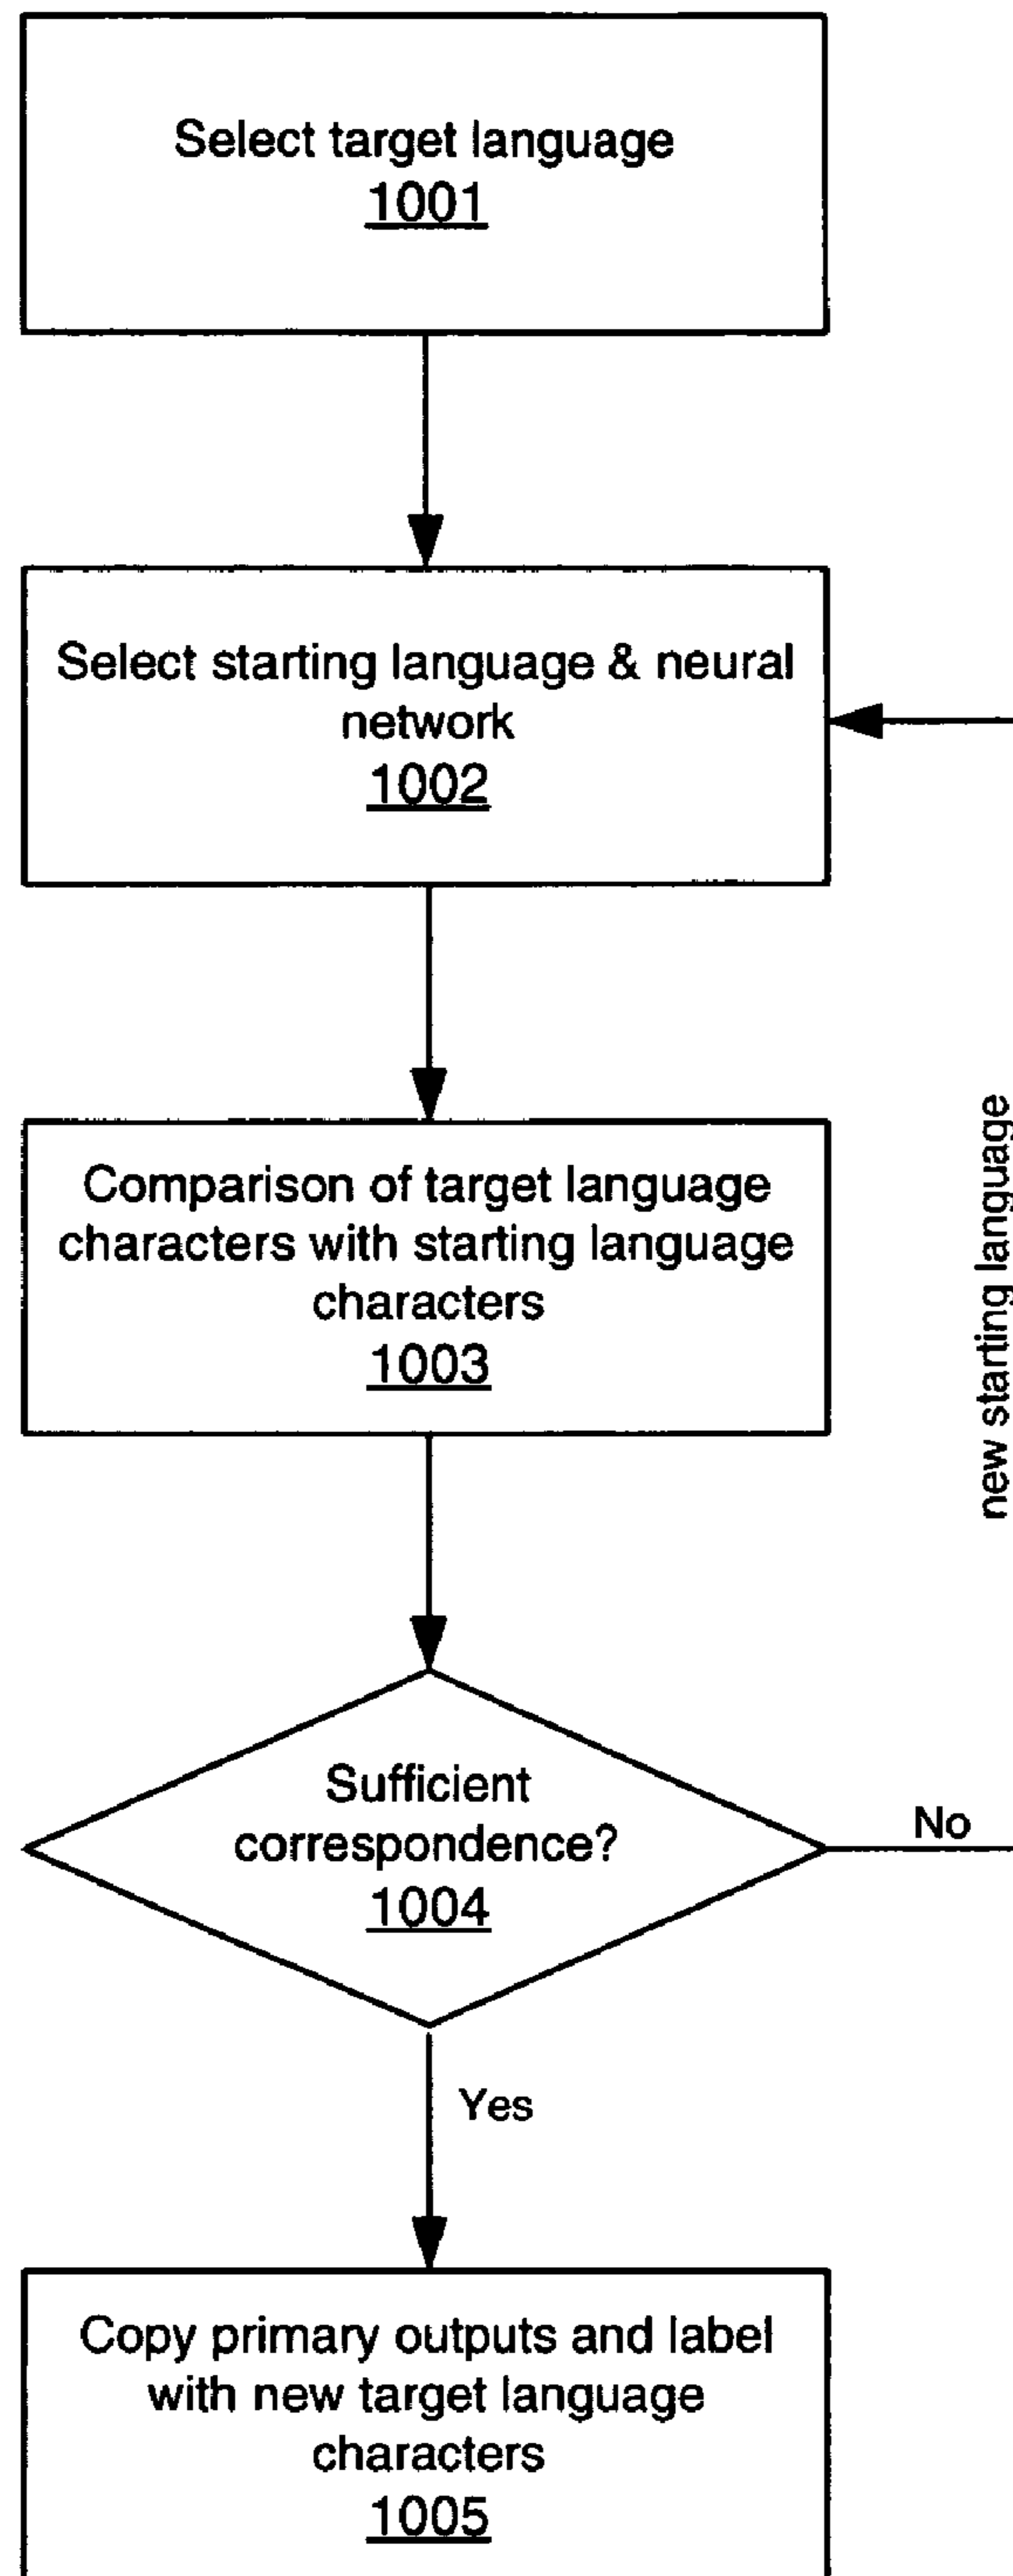 Select target language
1001
Select starting language & neural
network
1002
Comparison of target language
characters with starting language
characters
1003
new starting language
Sufficient
correspondence?
1004
No
Yes
Copy primary outputs and label
with new target language
characters
1005